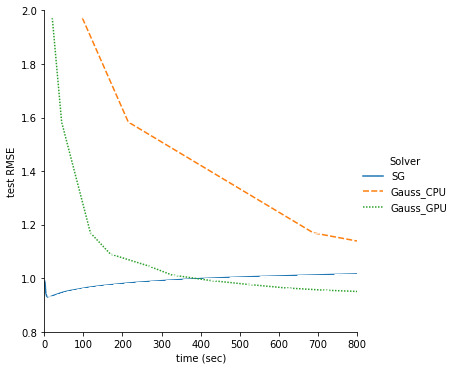 2.0
1.8
1.6
1.4
1.2
1.0
0.8
test RMSE
0 100 200 300 400 500 600 700 800
time (sec)
Solver
SG
Gauss_CPU
Gauss_GPU